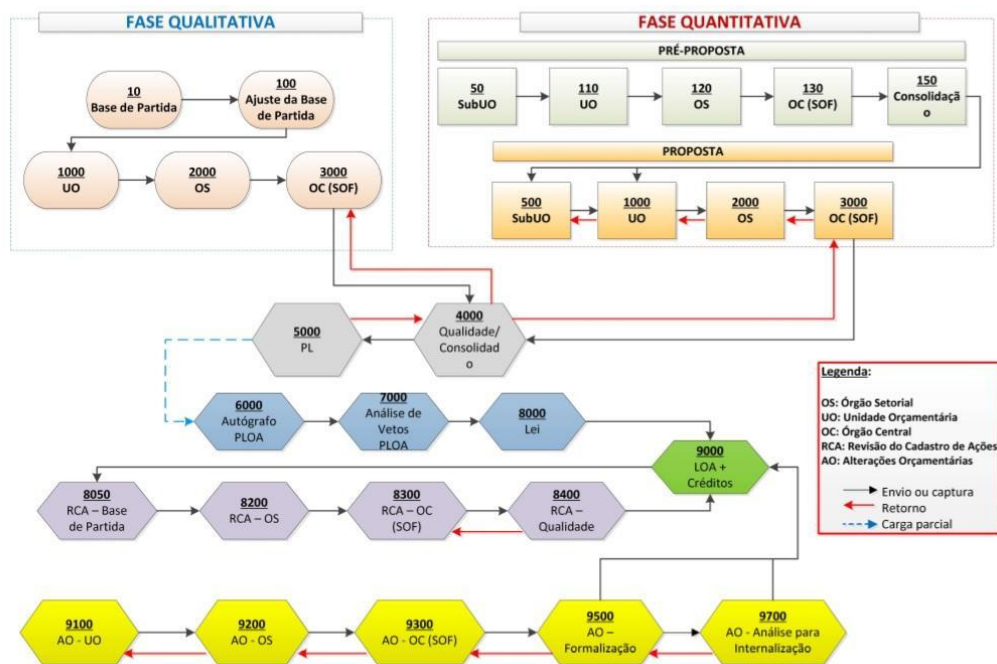 FASE QUALITATIVA
10
Base de Partida
100
Ajuste da Base
de Partida
1000
UO
2000
OS
3000
OC (SOF)
FASE QUANTITATIVA
PRÉ-PROPOSTA
50
SubUO
110
UO
120
OS
130
OC (SOF)
150
Consolidaçã
o
PROPOSTA
500
SubUO
1000
UO
2000
OS
3000
OC (SOF)
5000
PL
4000
Qualidade/
Consolidad
o
6000
Autógrafo
PLOA
7000
Análise de
Vetos
PLOA
8000
Lei
9000
LOA +
Créditos
8050
RCA – Base
de Partida
8200
RCA – OS
8300
RCA – OC
(SOF)
8400
RCA –
Qualidade
9100
AO - UO
9200
AO - OS
9300
AO - OC (SOF)
9500
AO –
Formalização
9700
AO - Análise para
Internalização
Legenda:
OS: Órgão Setorial
UO: Unidade Orçamentária
OC: Órgão Central
RCA: Revisão do Cadastro de Ações
AO: Alterações Orçamentárias
Envio ou captura
Retorno
Carga parcial